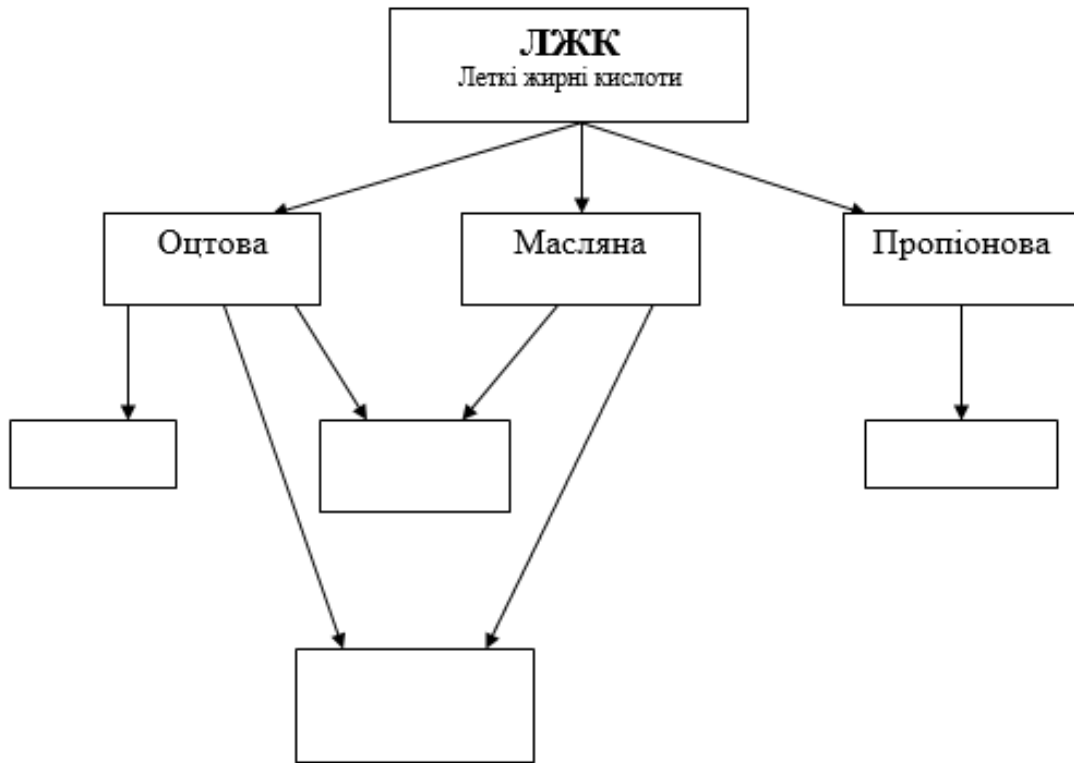 ЛЖК
Леткі жирні кислоти
Оцтова
Масляна
Пропіонова